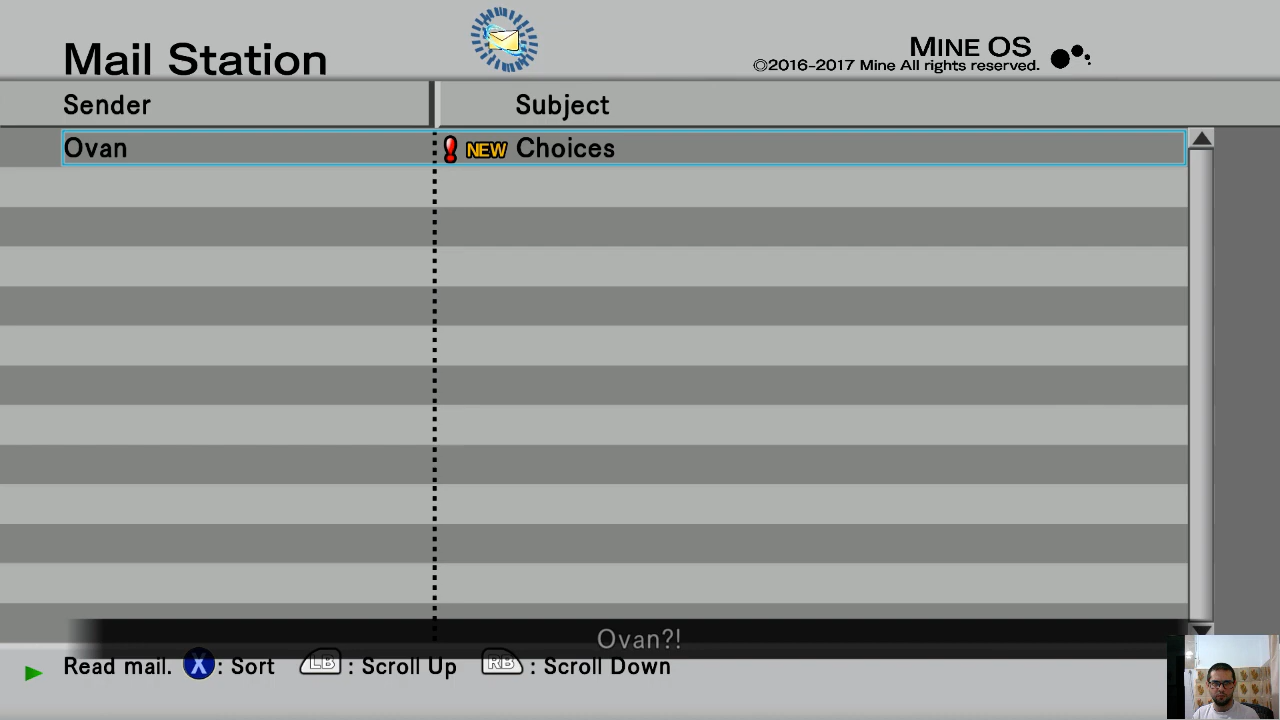 Mail Station
MINE OS
©2016-2017 Mine All rights reserved.
Sender
Subject
Ovan
NEW Choices
Ovan?!
Read mail. X : Sort LB : Scroll Up RB : Scroll Down